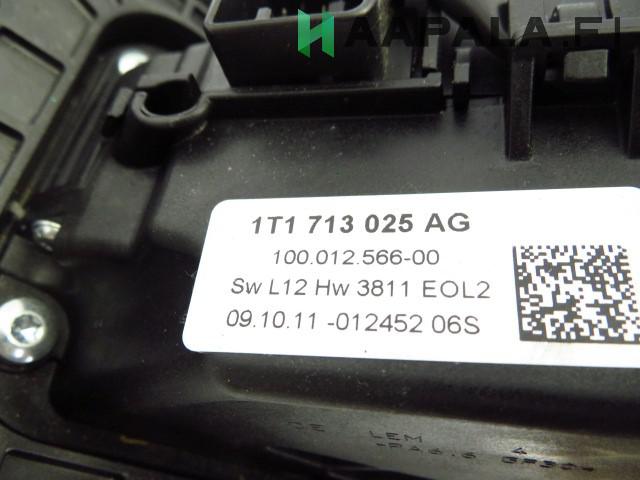 HAAPALA.FI
1T1 713 025 AG
100.012.566-00
Sw L12 Hw 3811 EOL2
09.10.11 -012452 06S
LEM